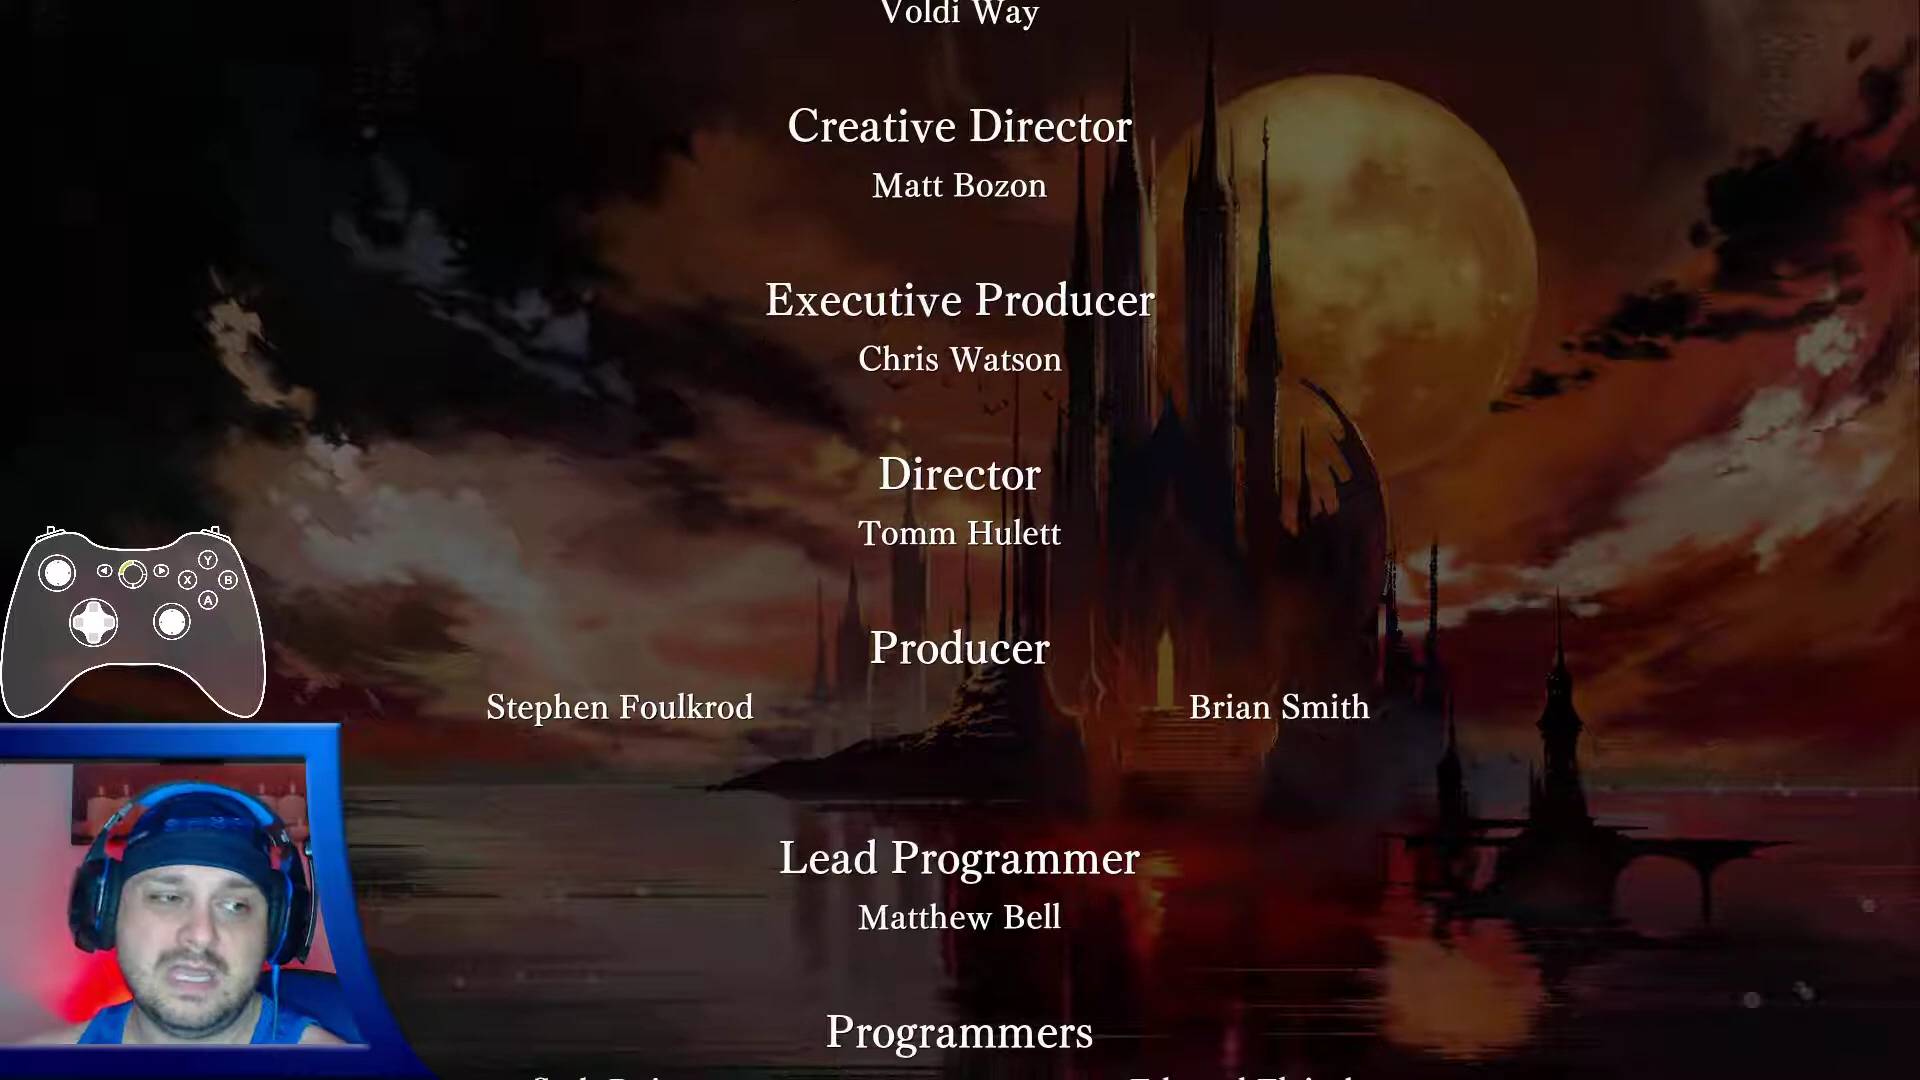 Voldi Way
Creative Director
Matt Bozon
Executive Producer
Chris Watson
Director
Tomm Hulett
Producer
Stephen Foulkrod
Brian Smith
Y
X
B
A
Lead Programmer
Matthew Bell
Programmers